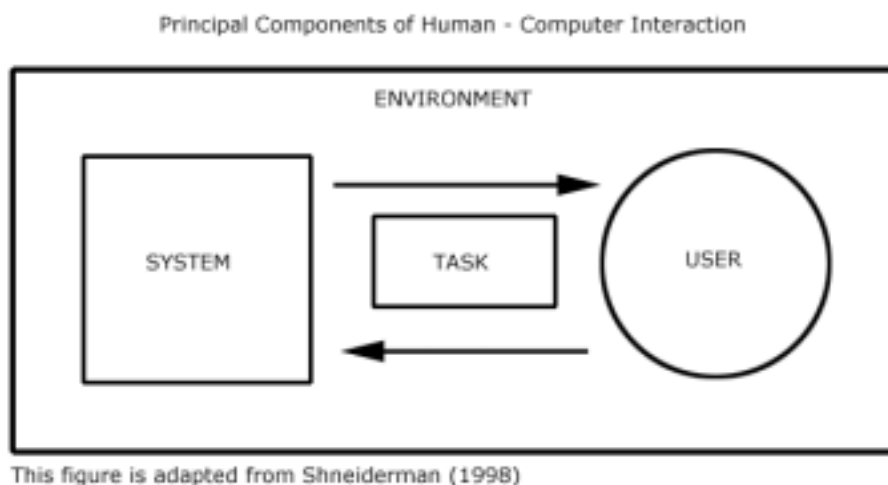 Principal Components of Human - Computer Interaction
ENVIRONMENT
SYSTEM
TASK
USER
This figure is adapted from Shneiderman (1998)